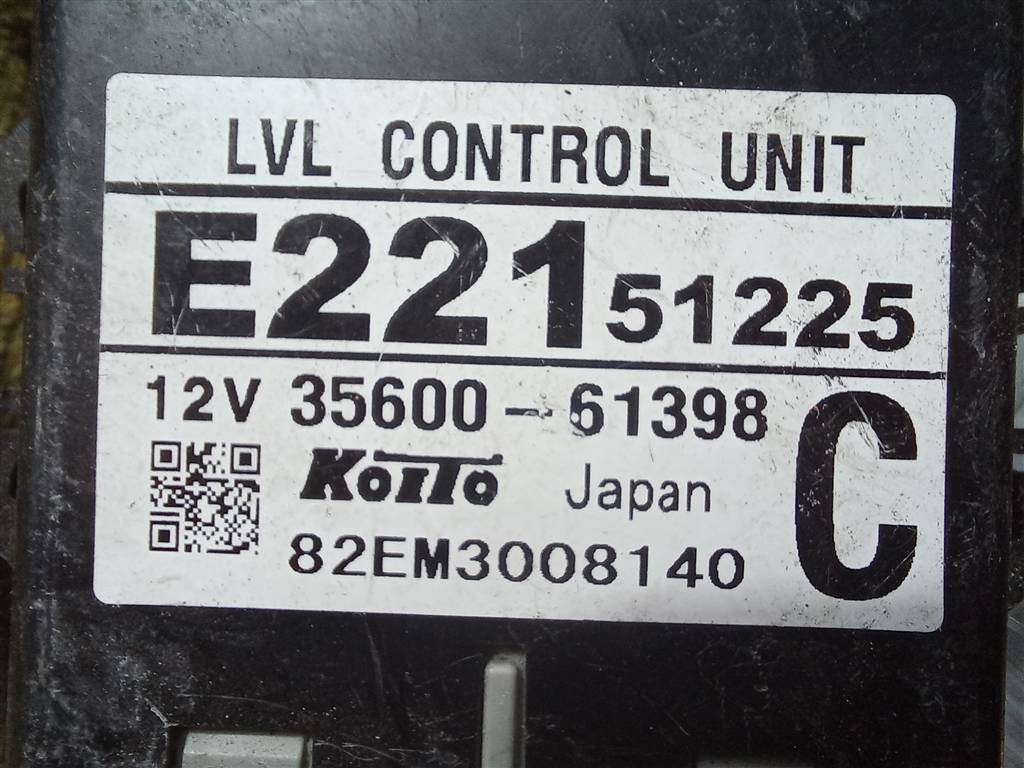 LVL CONTROL UNIT
E221 51225
12V 35600-61398
C
KOITO Japan
82EM3008140